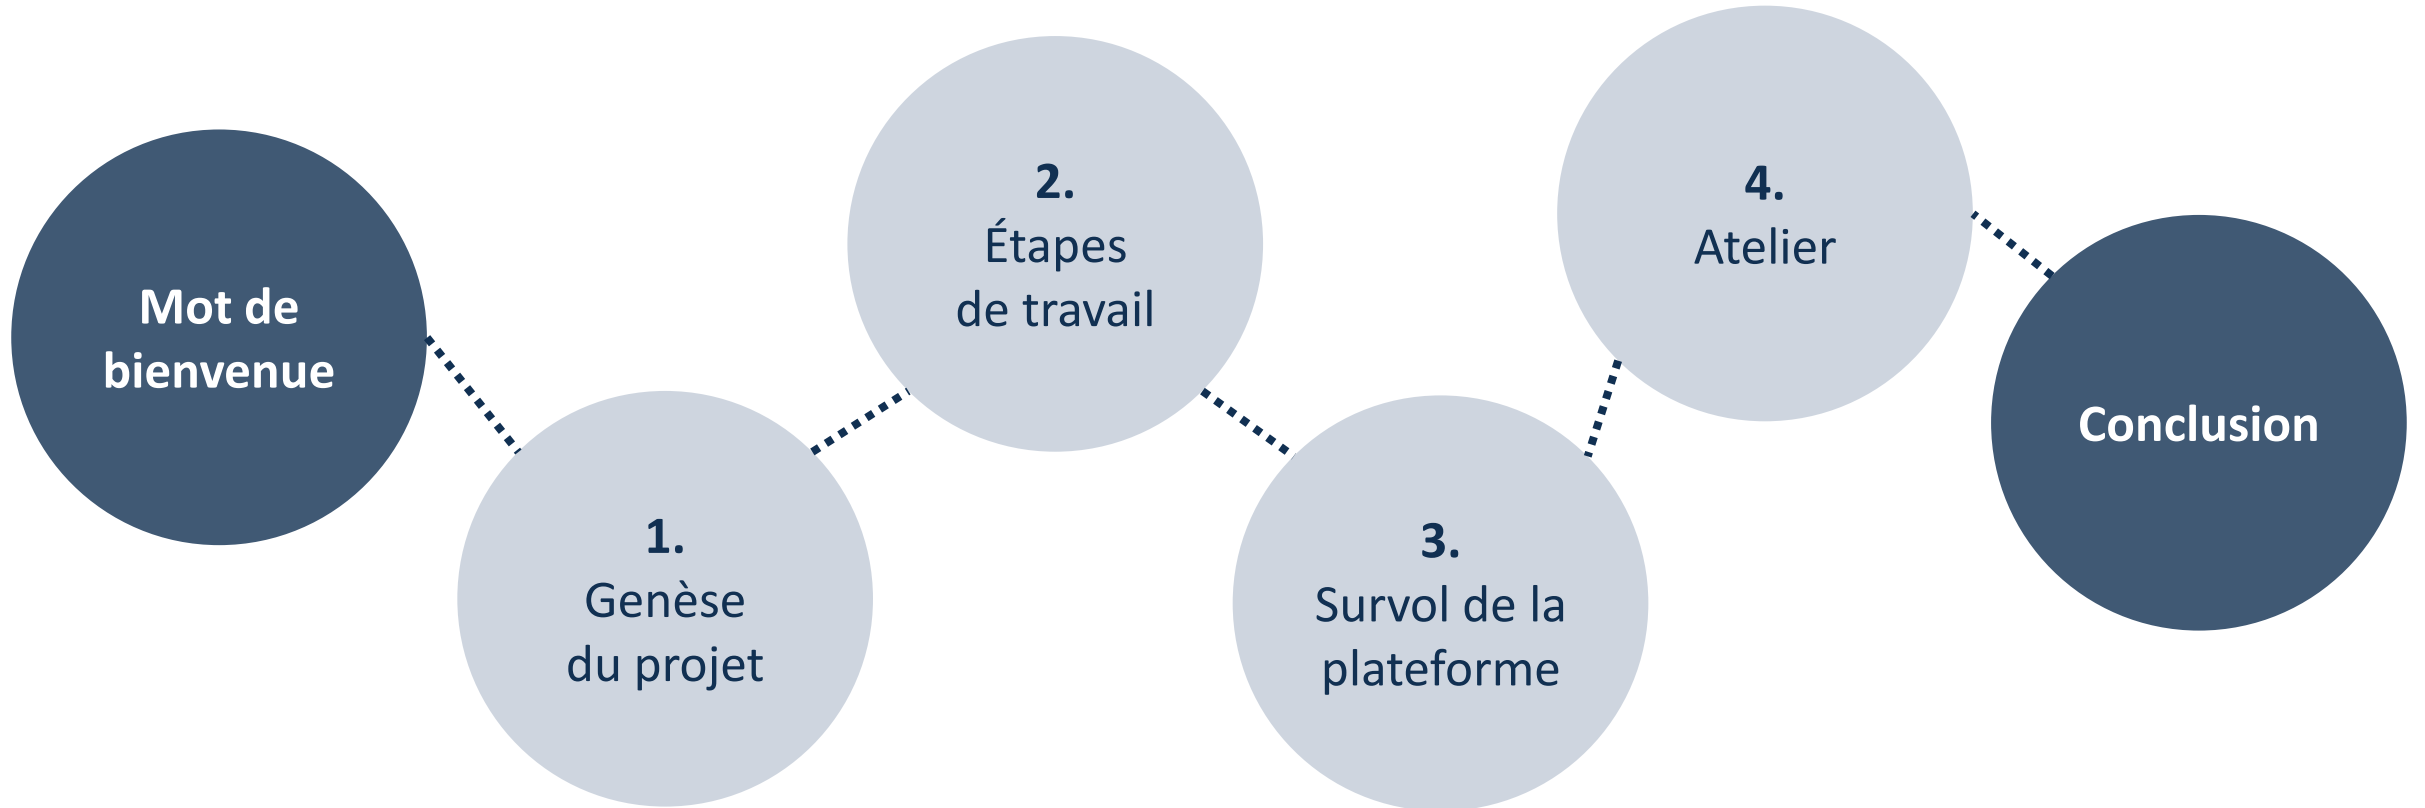 Mot de
bienvenue
1.
Genèse
du projet
2.
Étapes
de travail
3.
Survol de la
plateforme
4.
Atelier
Conclusion